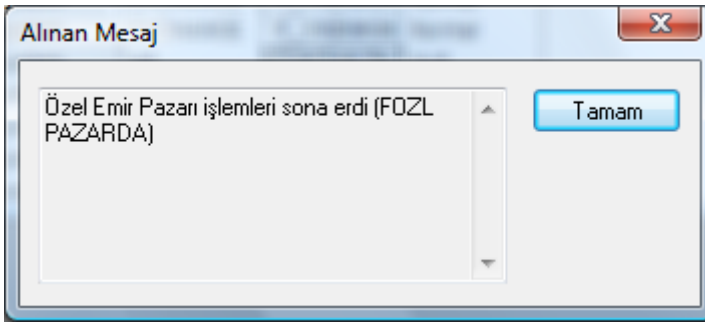 Alınan Mesaj
Özel Emir Pazarı işlemleri sona erdi (FOZL
PAZARDA)
Tamam